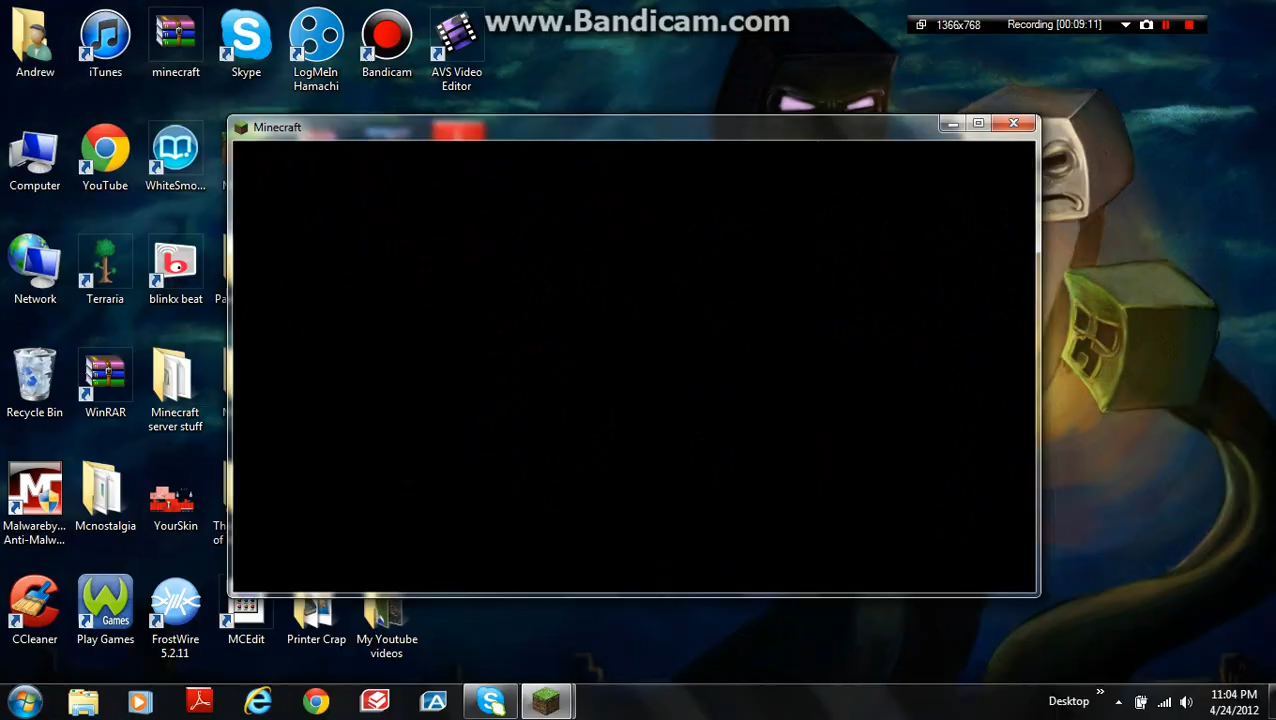 www.Bandicam.com
1366x768
Recording [00:09:11]
Andrew
iTunes
minecraft
Skype
LogMeIn
Hamachi
Bandicam
AVS Video
Editor
Minecraft
Computer
YouTube
WhiteSmo...
Network
Terraria
blinkx beat
Pa
Recycle Bin
WinRAR
Minecraft
server stuff
Malwareby...
Anti-Malw...
Mcnostalgia
YourSkin
Th
of
CCleaner
Games
Play Games
FrostWire
5.2.11
MCEdit
Printer Crap
My Youtube
videos
Desktop
11:04 PM
4/24/2012